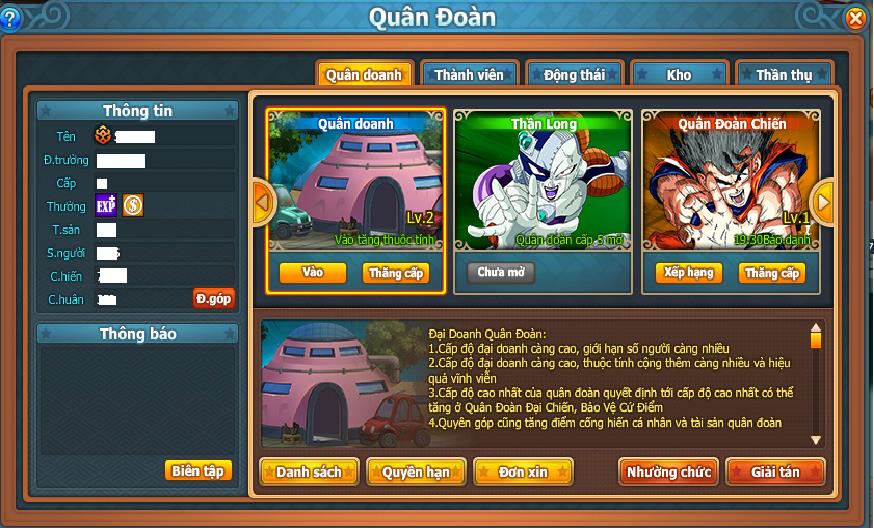 Quân Đoàn
Quân doanh
Thành viên
Động thái
Kho
Thần thụ
Thông tin
Tên
Đ.trưởng
Cấp
Thưởng
EXP
T.sản
S.người
C.hiến
C.huân
Đ.góp
Thông báo
Biên tập
Quân doanh
Lv.2
Vào tăng thuộc tính
Vào
Thăng cấp
Thần Long
Quân đoàn cấp 5 mở
Chưa mở
Quân Đoàn Chiến
Lv.1
19:30Báo danh
Xếp hạng
Thăng cấp
Đại Doanh Quân Đoàn:
1.Cấp độ đại doanh càng cao, giới hạn số người càng nhiều
2.Cấp độ đại doanh càng cao, thuộc tính cộng thêm càng nhiều và hiệu
quả vĩnh viễn
3.Cấp độ cao nhất của quân đoàn quyết định tới cấp độ cao nhất có thể
tăng ở Quân Đoàn Đại Chiến, Bảo Vệ Cứ Điểm
4.Quyên góp cũng tăng điểm cống hiến cá nhân và tài sản quân đoàn
Danh sách
Quyền hạn
Đơn xin
Nhường chức
Giải tán